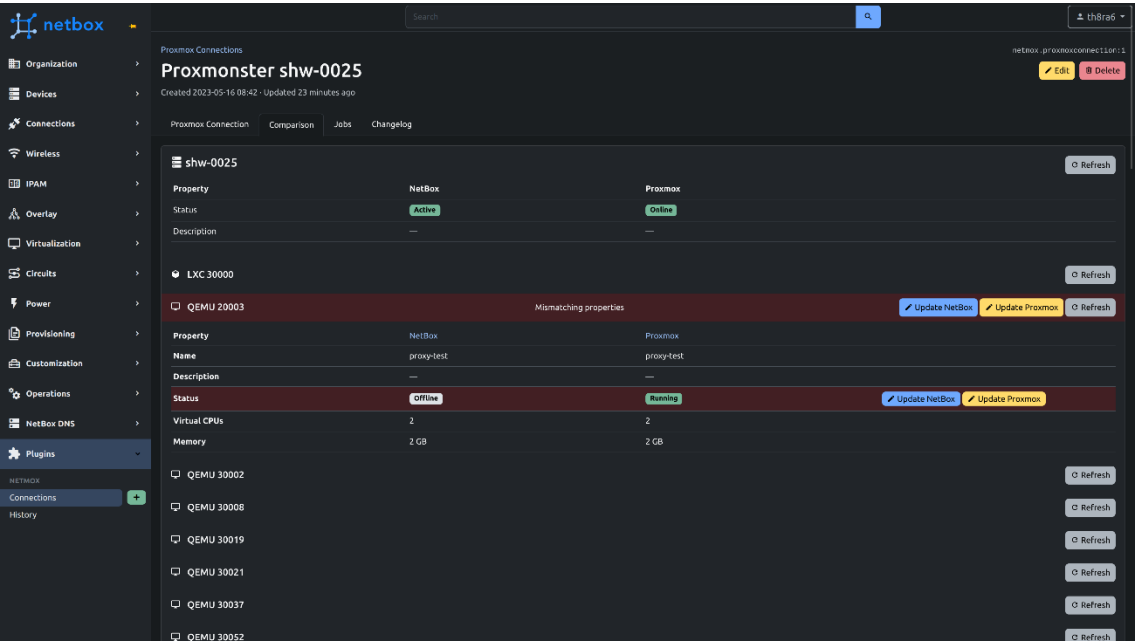 netbox
Search
th8ra6
Organization
Devices
Connections
Wireless
IPAM
Overlay
Virtualization
Circuits
Power
Provisioning
Customization
Operations
NetBox DNS
Plugins
NETMOX
Connections
History
Proxmox Connections
netmox.proxmoxconnection:1
Proxmonster shw-0025
Edit Delete
Created 2023-05-16 08:42 · Updated 23 minutes ago
Proxmox Connection Comparison Jobs Changelog
shw-0025 Refresh
Property NetBox Proxmox
Status Active Online
Description — —
LXC 30000 Refresh
QEMU 20003 Mismatching properties Update NetBox Update Proxmox Refresh
Property NetBox Proxmox
Name proxy-test proxy-test
Description — —
Status Offline Running Update NetBox Update Proxmox
Virtual CPUs 2 2
Memory 2 GB 2 GB
QEMU 30002 Refresh
QEMU 30008 Refresh
QEMU 30019 Refresh
QEMU 30021 Refresh
QEMU 30037 Refresh
QEMU 30052 Refresh